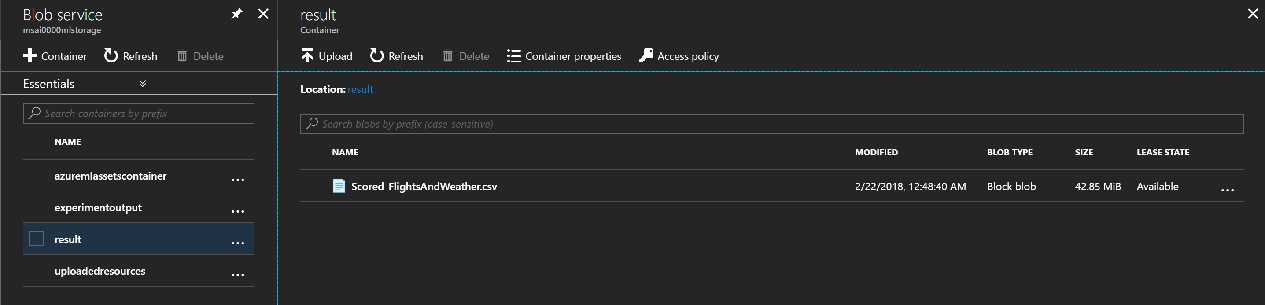 Blob service
msai0000mlstorage
Container
Refresh
Delete
Essentials
Search containers by prefix
NAME
azuremlassetscontainer
...
experimentoutput
...
result
...
uploadedresources
...
result
Container
Upload
Refresh
Delete
Container properties
Access policy
Location: result
Search blobs by prefix (case-sensitive)
NAME MODIFIED BLOB TYPE SIZE LEASE STATE
Scored_FlightsAndWeather.csv 2/22/2018, 12:48:40 AM Block blob 42.85 MiB Available ...